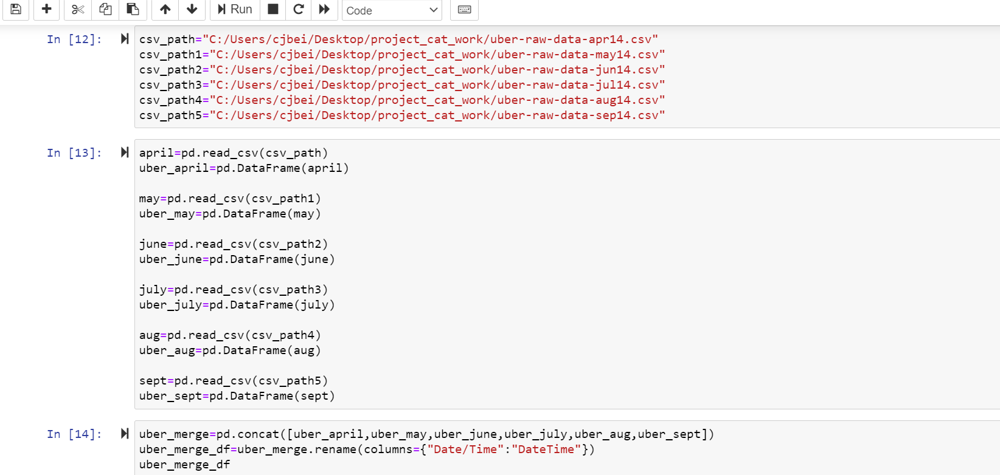 Run
Code
In [12]:
csv_path="C:/Users/cjbei/Desktop/project_cat_work/uber-raw-data-apr14.csv"
csv_path1="C:/Users/cjbei/Desktop/project_cat_work/uber-raw-data-may14.csv"
csv_path2="C:/Users/cjbei/Desktop/project_cat_work/uber-raw-data-jun14.csv"
csv_path3="C:/Users/cjbei/Desktop/project_cat_work/uber-raw-data-jul14.csv"
csv_path4="C:/Users/cjbei/Desktop/project_cat_work/uber-raw-data-aug14.csv"
csv_path5="C:/Users/cjbei/Desktop/project_cat_work/uber-raw-data-sep14.csv"
In [13]:
april=pd.read_csv(csv_path)
uber_april=pd.DataFrame(april)
may=pd.read_csv(csv_path1)
uber_may=pd.DataFrame(may)
june=pd.read_csv(csv_path2)
uber_june=pd.DataFrame(june)
july=pd.read_csv(csv_path3)
uber_july=pd.DataFrame(july)
aug=pd.read_csv(csv_path4)
uber_aug=pd.DataFrame(aug)
sept=pd.read_csv(csv_path5)
uber_sept=pd.DataFrame(sept)
In [14]:
uber_merge=pd.concat([uber_april,uber_may,uber_june,uber_july,uber_aug,uber_sept])
uber_merge_df=uber_merge.rename(columns={"Date/Time":"DateTime"})
uber_merge_df